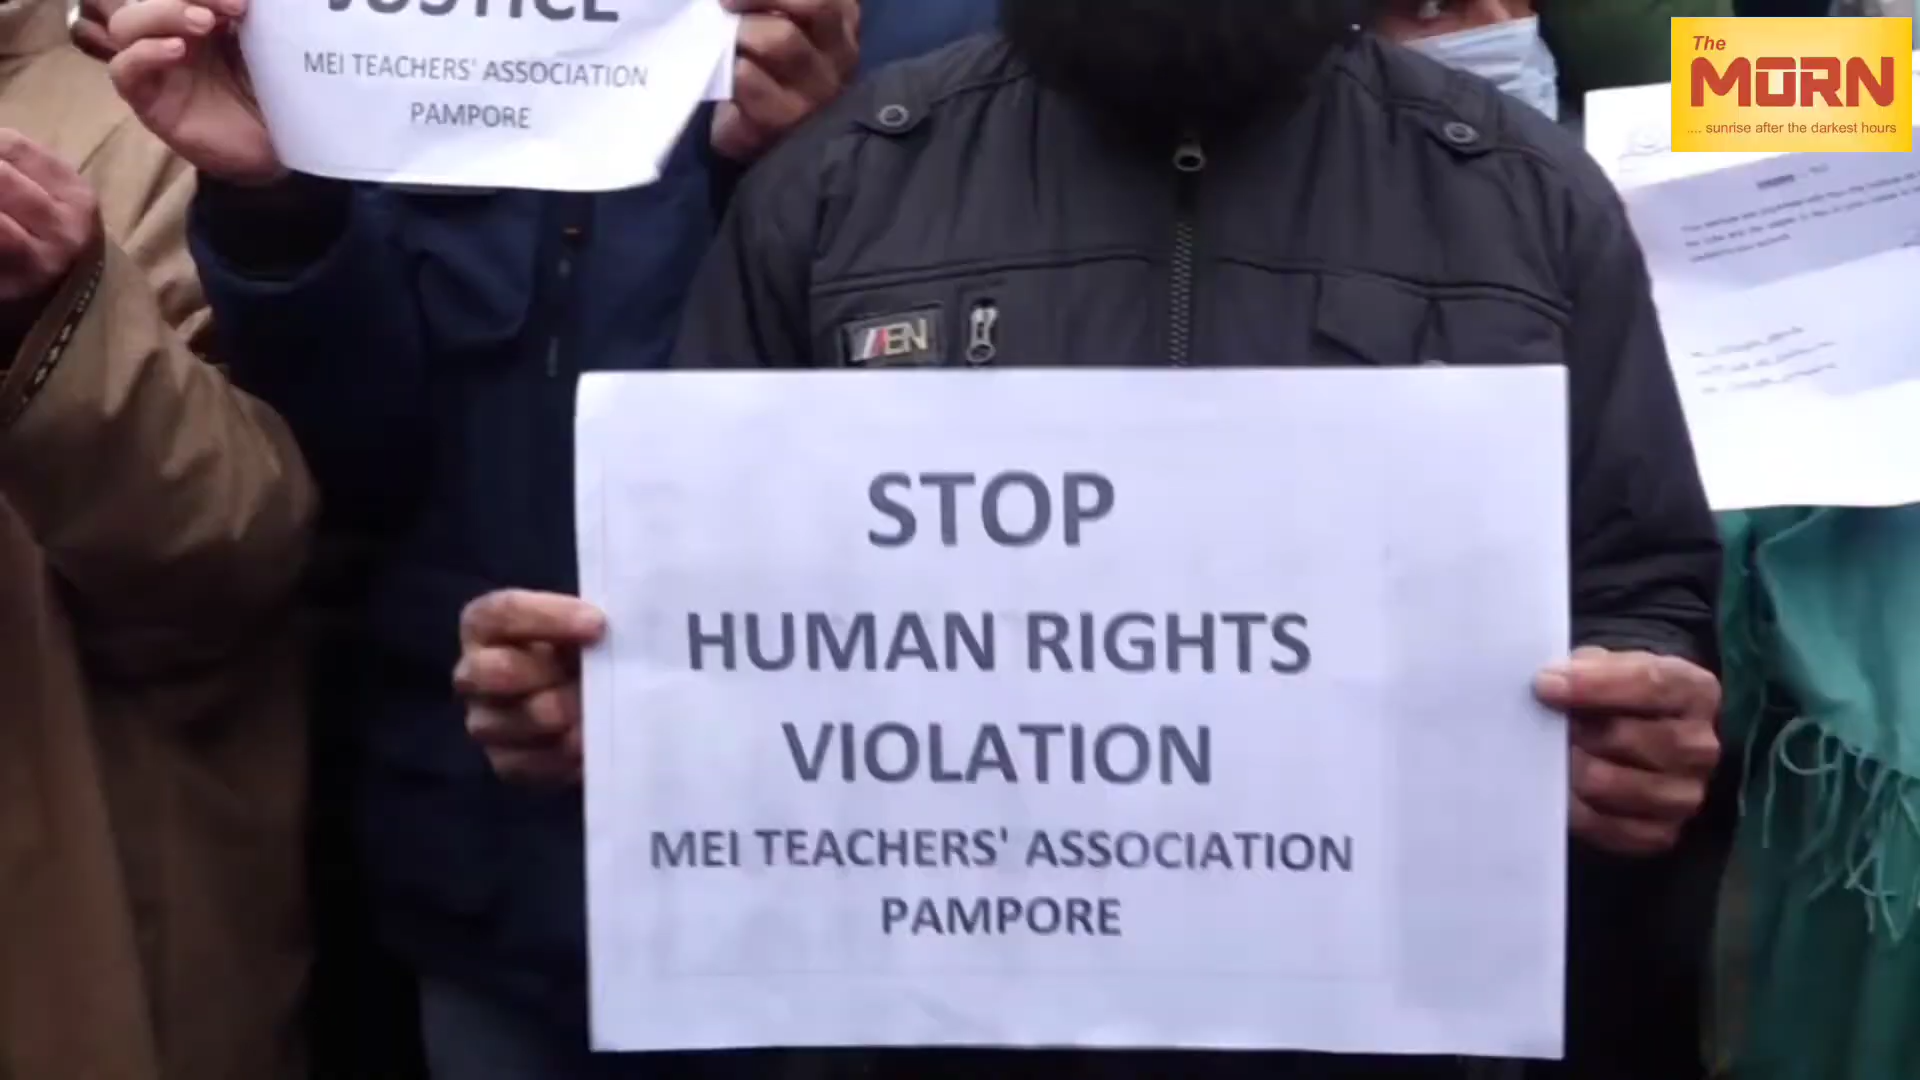 JUSTICE
MEI TEACHERS' ASSOCIATION
PAMPORE
The
MORN
.... sunrise after the darkest hours
EN
STOP
HUMAN RIGHTS
VIOLATION
MEI TEACHERS' ASSOCIATION
PAMPORE